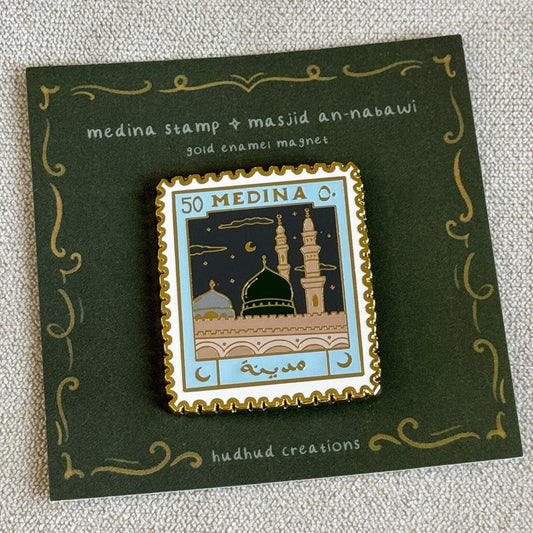 medina stamp ✧ masjid an-nabawi
gold enamel magnet
50 MEDINA ٥٠
مدينة
hudhud creations